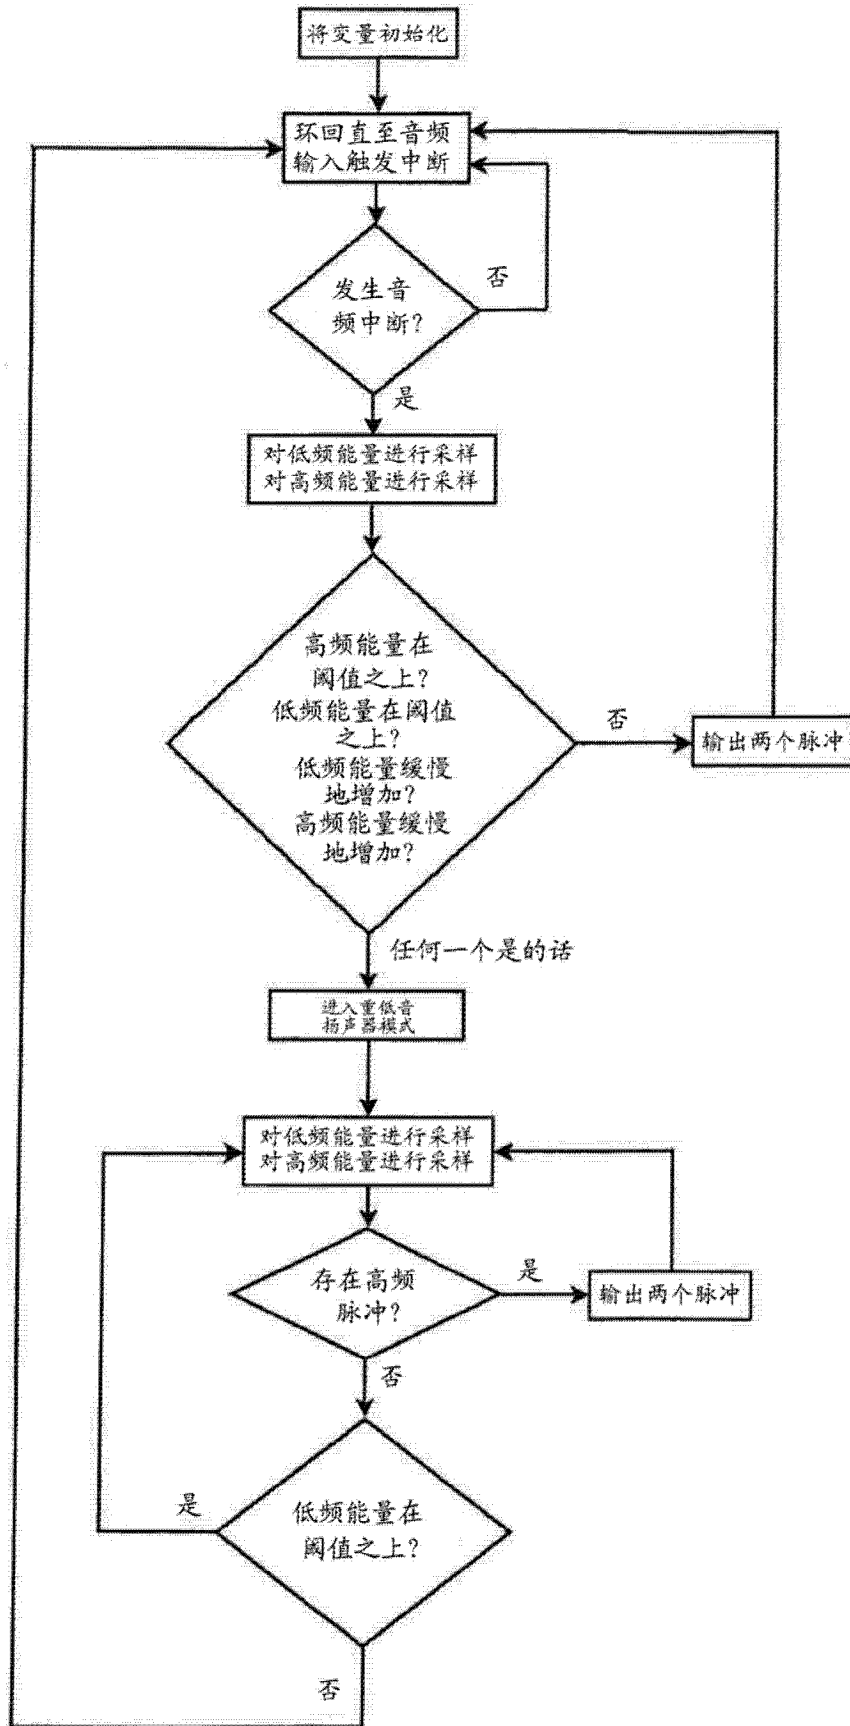 将变量初始化
环回直至音频
输入触发中断
发生音
频中断?
否
是
对低频能量进行采样
对高频能量进行采样
高频能量在
阈值之上?
低频能量在阈值
之上?
低频能量缓慢
地增加?
高频能量缓慢
地增加?
否
输出两个脉冲
任何一个是的话
进入重低音
扬声器模式
对低频能量进行采样
对高频能量进行采样
存在高频
脉冲?
是
输出两个脉冲
否
低频能量在
阈值之上?
是
否